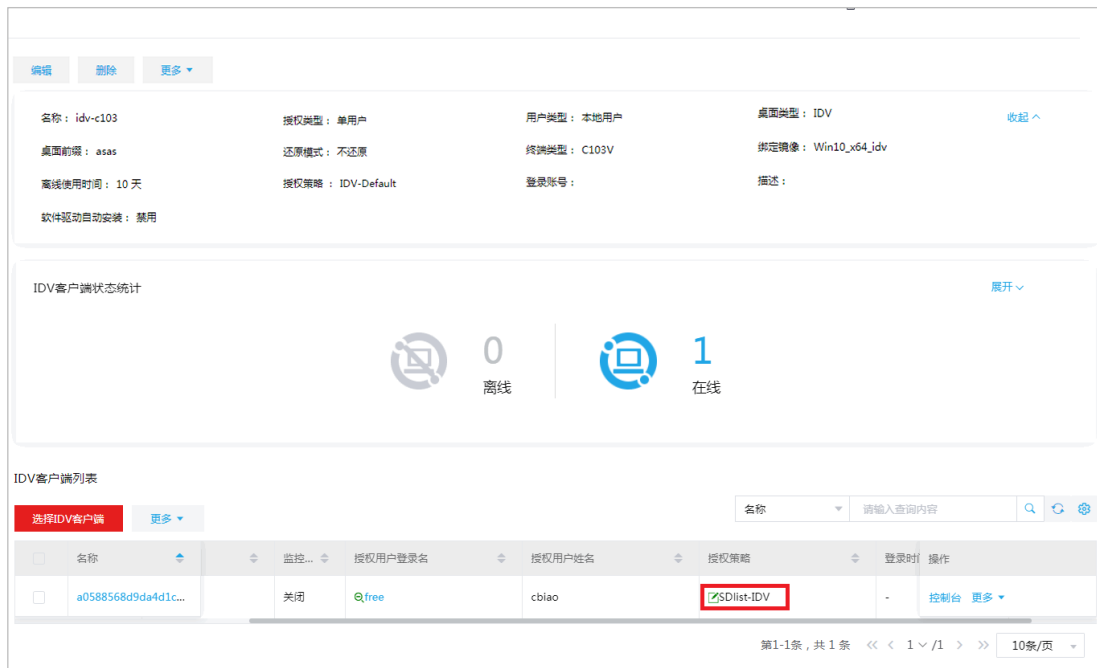 编辑 删除 更多
名称： idv-c103 授权类型： 单用户 用户类型： 本地用户 桌面类型： IDV 收起
桌面前缀： asas 还原模式： 不还原 终端类型： C103V 绑定镜像： Win10_x64_idv
离线使用时间： 10 天 授权策略： IDV-Default 登录账号： 描述：
软件驱动自动安装： 禁用
IDV客户端状态统计 展开
0 1
离线 在线
IDV客户端列表
选择IDV客户端 更多 名称 请输入查询内容
名称 监控... 授权用户登录名 授权用户姓名 授权策略 登录时 操作
a0588568d9da4d1c... 关闭 free cbiao SDlist-IDV - 控制台 更多
第1-1条，共 1 条 1 /1 10条/页